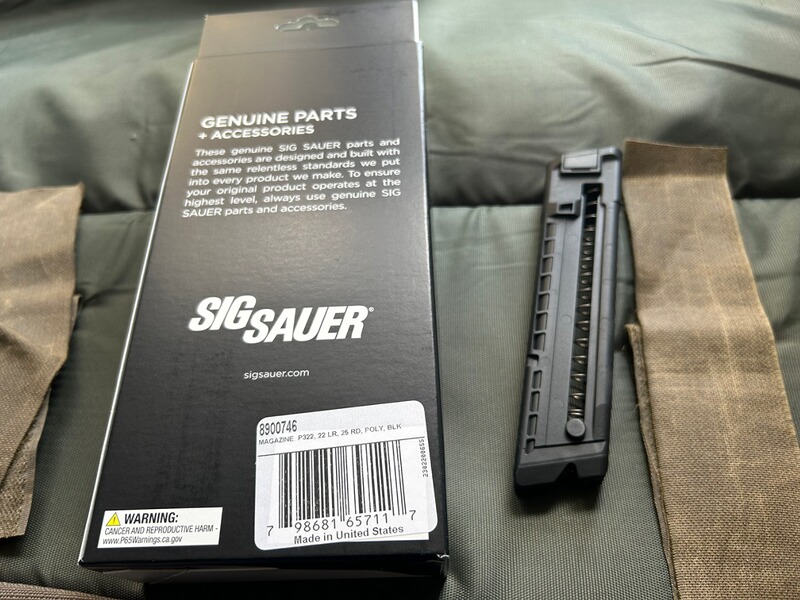 GENUINE PARTS
+ ACCESSORIES
These genuine SIG SAUER parts and
accessories are designed and built with
the same relentless standards we put
into every product we make. To ensure
your original product operates at the
highest level, always use genuine SIG
SAUER parts and accessories.
SIG SAUER®
sigsauer.com
8900746
MAGAZINE, P322, 22 LR, 25 RD, POLY, BLK
7 98681 65711 7
Made in United States
WARNING:
CANCER AND REPRODUCTIVE HARM -
www.P65Warnings.ca.gov